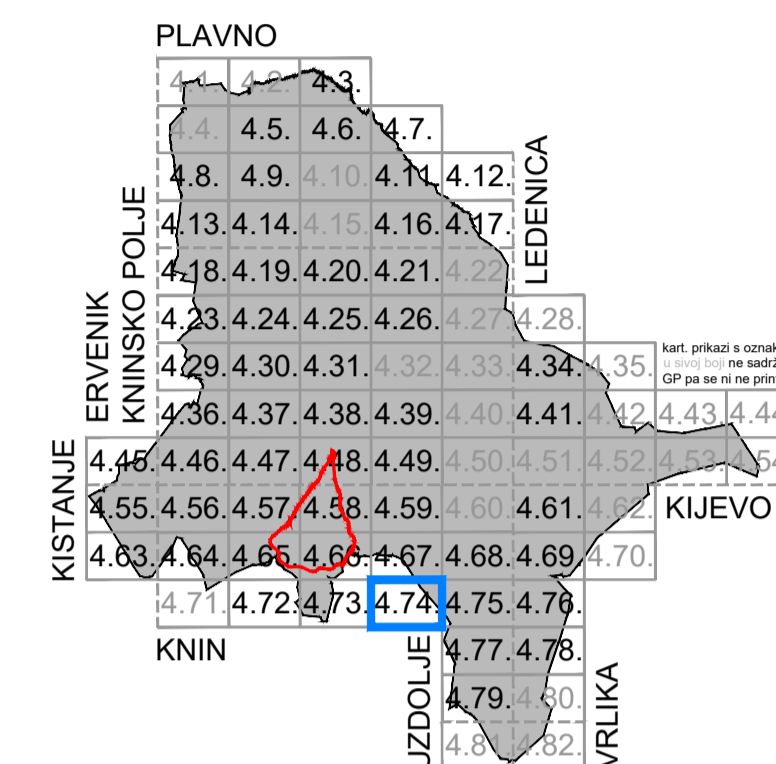 PLAVNO
4.1. 4.2. 4.3.
4.4. 4.5. 4.6. 4.7.
4.8. 4.9. 4.10. 4.11. 4.12.
LEDENICA
4.13. 4.14. 4.15. 4.16. 4.17.
KNINSKO POLJE
4.18. 4.19. 4.20. 4.21. 4.22.
ERVENIK
4.23. 4.24. 4.25. 4.26. 4.27. 4.28.
4.29. 4.30. 4.31. 4.32. 4.33. 4.34. 4.35.
kart. prikazi s oznak
u sivoj boji ne sadrž
GP pa se ni ne prin
4.36. 4.37. 4.38. 4.39. 4.40. 4.41. 4.42. 4.43. 4.44
KISTANJE
4.45. 4.46. 4.47. 4.48. 4.49. 4.50. 4.51. 4.52. 4.53. 4.54
4.55. 4.56. 4.57. 4.58. 4.59. 4.60. 4.61. 4.62.
KIJEVO
4.63. 4.64. 4.65. 4.66. 4.67. 4.68. 4.69. 4.70.
4.71. 4.72. 4.73. 4.74. 4.75. 4.76.
KNIN
UZDOLJE
4.77. 4.78.
VRLIKA
4.79. 4.80.
4.81. 4.82.